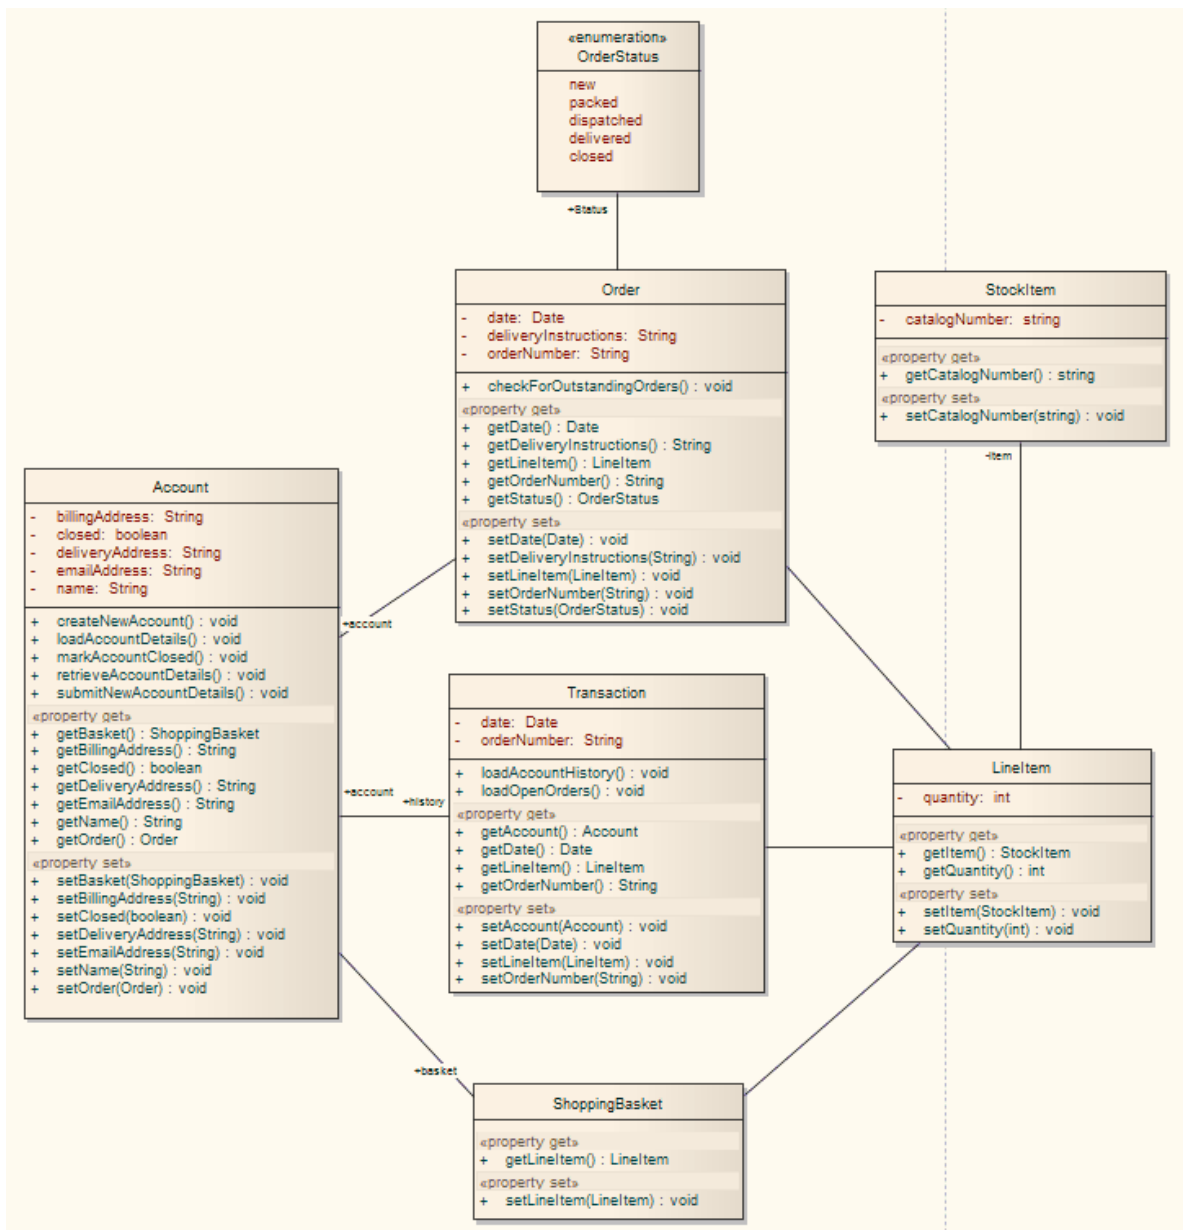 «enumeration»
OrderStatus
new
packed
dispatched
delivered
closed
+Status
Order
- date: Date
- deliveryInstructions: String
- orderNumber: String
+ checkForOutstandingOrders() : void
«property get»
+ getDate() : Date
+ getDeliveryInstructions() : String
+ getLineItem() : LineItem
+ getOrderNumber() : String
+ getStatus() : OrderStatus
«property set»
+ setDate(Date) : void
+ setDeliveryInstructions(String) : void
+ setLineItem(LineItem) : void
+ setOrderNumber(String) : void
+ setStatus(OrderStatus) : void
StockItem
- catalogNumber: string
«property get»
+ getCatalogNumber() : string
«property set»
+ setCatalogNumber(string) : void
-item
Account
- billingAddress: String
- closed: boolean
- deliveryAddress: String
- emailAddress: String
- name: String
+ createNewAccount() : void
+ loadAccountDetails() : void
+ markAccountClosed() : void
+ retrieveAccountDetails() : void
+ submitNewAccountDetails() : void
«property get»
+ getBasket() : ShoppingBasket
+ getBillingAddress() : String
+ getClosed() : boolean
+ getDeliveryAddress() : String
+ getEmailAddress() : String
+ getName() : String
+ getOrder() : Order
«property set»
+ setBasket(ShoppingBasket) : void
+ setBillingAddress(String) : void
+ setClosed(boolean) : void
+ setDeliveryAddress(String) : void
+ setEmailAddress(String) : void
+ setName(String) : void
+ setOrder(Order) : void
+account
+account
+history
+basket
Transaction
- date: Date
- orderNumber: String
+ loadAccountHistory() : void
+ loadOpenOrders() : void
«property get»
+ getAccount() : Account
+ getDate() : Date
+ getLineItem() : LineItem
+ getOrderNumber() : String
«property set»
+ setAccount(Account) : void
+ setDate(Date) : void
+ setLineItem(LineItem) : void
+ setOrderNumber(String) : void
LineItem
- quantity: int
«property get»
+ getItem() : StockItem
+ getQuantity() : int
«property set»
+ setItem(StockItem) : void
+ setQuantity(int) : void
ShoppingBasket
«property get»
+ getLineItem() : LineItem
«property set»
+ setLineItem(LineItem) : void